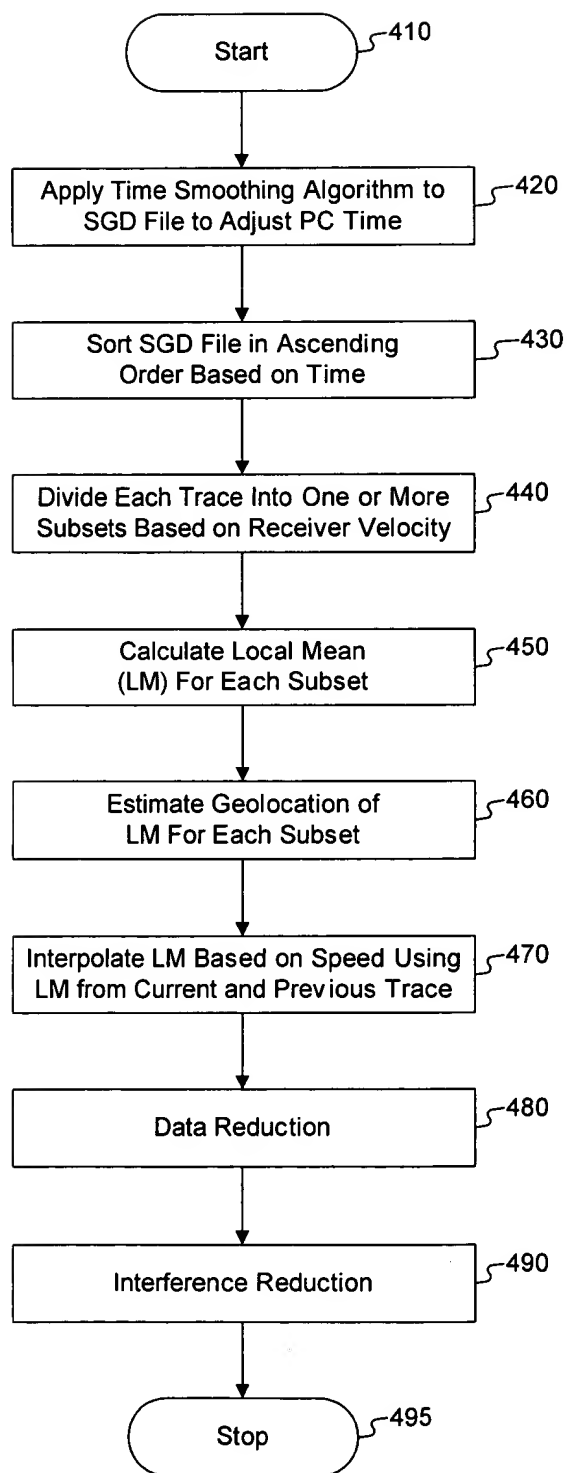 Start
410
Apply Time Smoothing Algorithm to
SGD File to Adjust PC Time
420
Sort SGD File in Ascending
Order Based on Time
430
Divide Each Trace Into One or More
Subsets Based on Receiver Velocity
440
Calculate Local Mean
(LM) For Each Subset
450
Estimate Geolocation of
LM For Each Subset
460
Interpolate LM Based on Speed Using
LM from Current and Previous Trace
470
Data Reduction
480
Interference Reduction
490
Stop
495